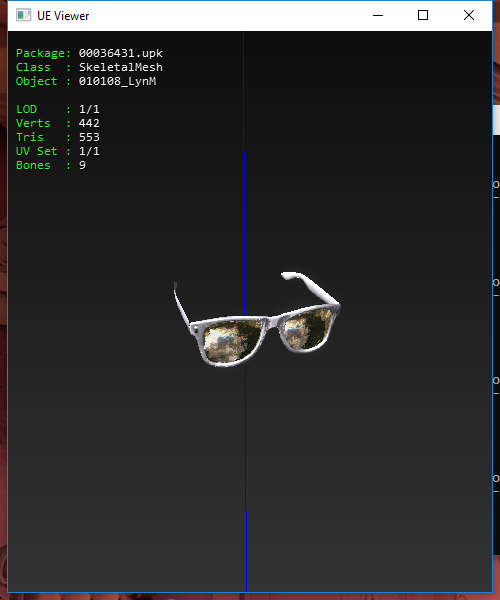 UE Viewer
Package: 00036431.upk
Class : SkeletalMesh
Object : 010108_LynM
LOD : 1/1
Verts : 442
Tris : 553
UV Set : 1/1
Bones : 9